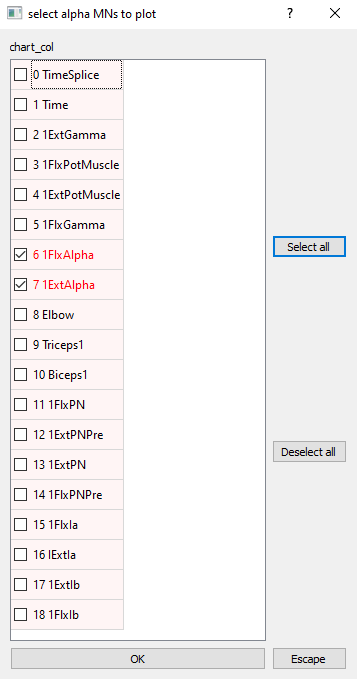 select alpha MNs to plot
chart_col
0 TimeSplice
1 Time
2 1ExtGamma
3 1FlxPotMuscle
4 1ExtPotMuscle
5 1FlxGamma
6 1FlxAlpha
7 1ExtAlpha
Select all
8 Elbow
9 Triceps1
10 Biceps1
11 1FlxPN
12 1ExtPNPre
13 1ExtPN
Deselect all
14 1FlxPNPre
15 1FlxIa
16 IExtIa
17 1ExtIb
18 1FlxIb
OK
Escape